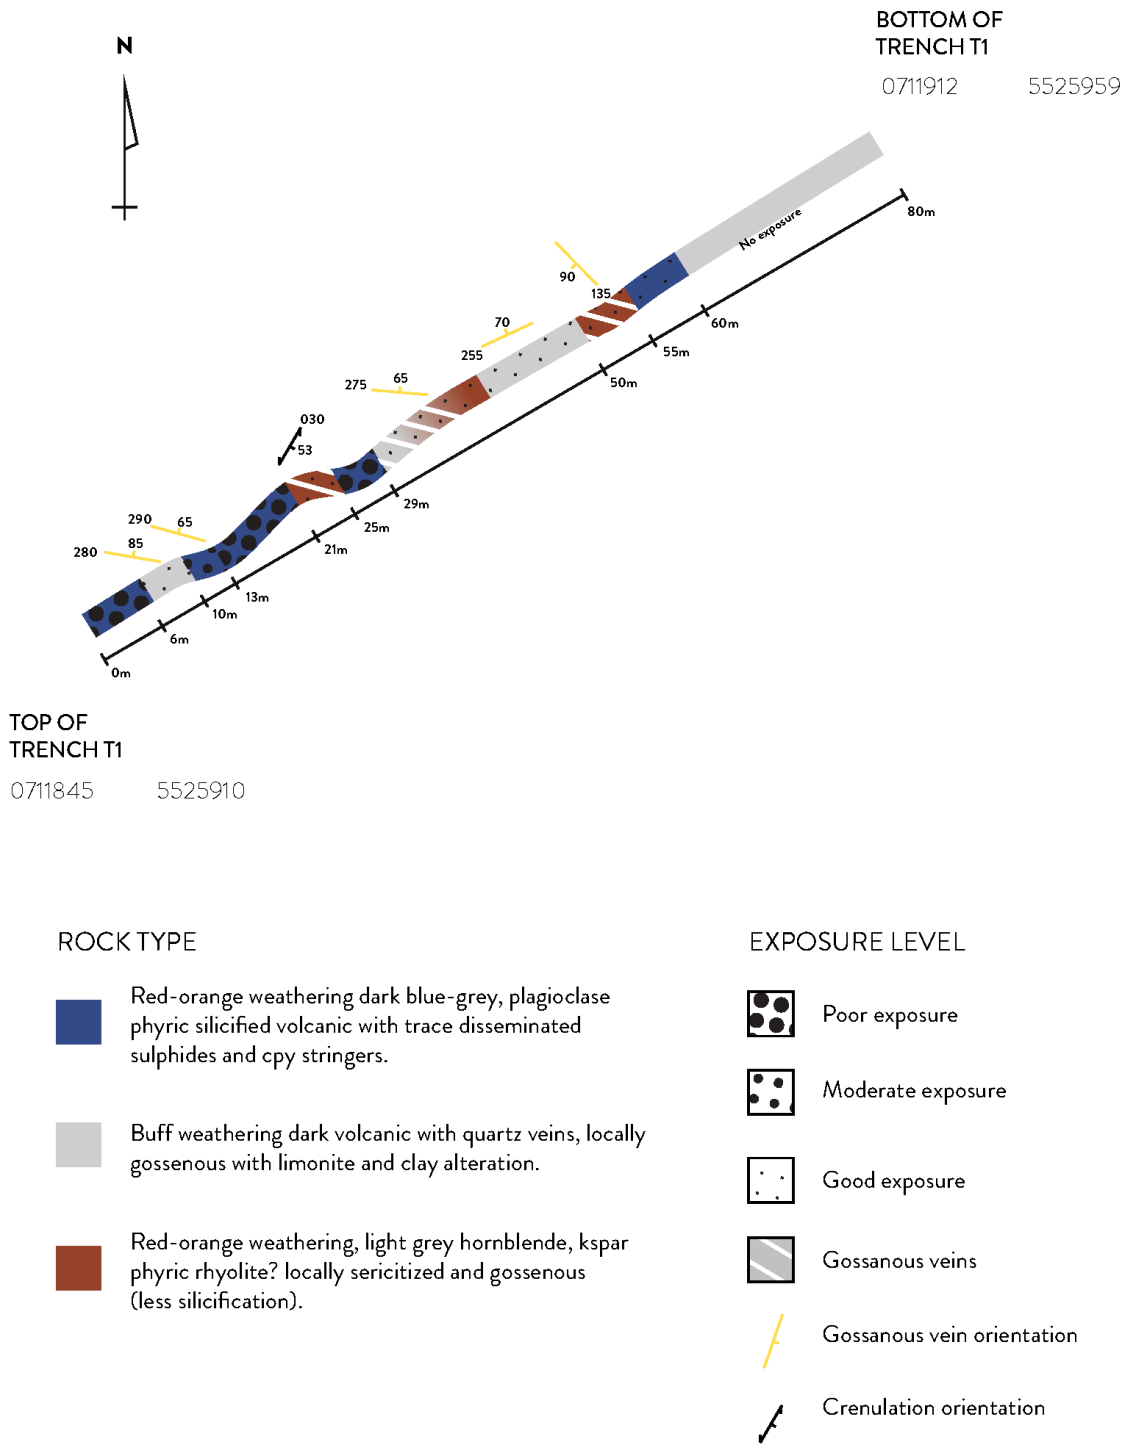 BOTTOM OF
TRENCH T1
0711912 5525959
N
80m
No exposure
90
135
60m
70
255
55m
50m
275 65
030
53
29m
290 65
25m
280 85
21m
13m
10m
6m
0m
TOP OF
TRENCH T1
0711845 5525910
ROCK TYPE
Red-orange weathering dark blue-grey, plagioclase
phyric silicified volcanic with trace disseminated
sulphides and cpy stringers.
Buff weathering dark volcanic with quartz veins, locally
gossenous with limonite and clay alteration.
Red-orange weathering, light grey hornblende, kspar
phyric rhyolite? locally sericitized and gossenous
(less silicification).
EXPOSURE LEVEL
Poor exposure
Moderate exposure
Good exposure
Gossanous veins
Gossanous vein orientation
Crenulation orientation